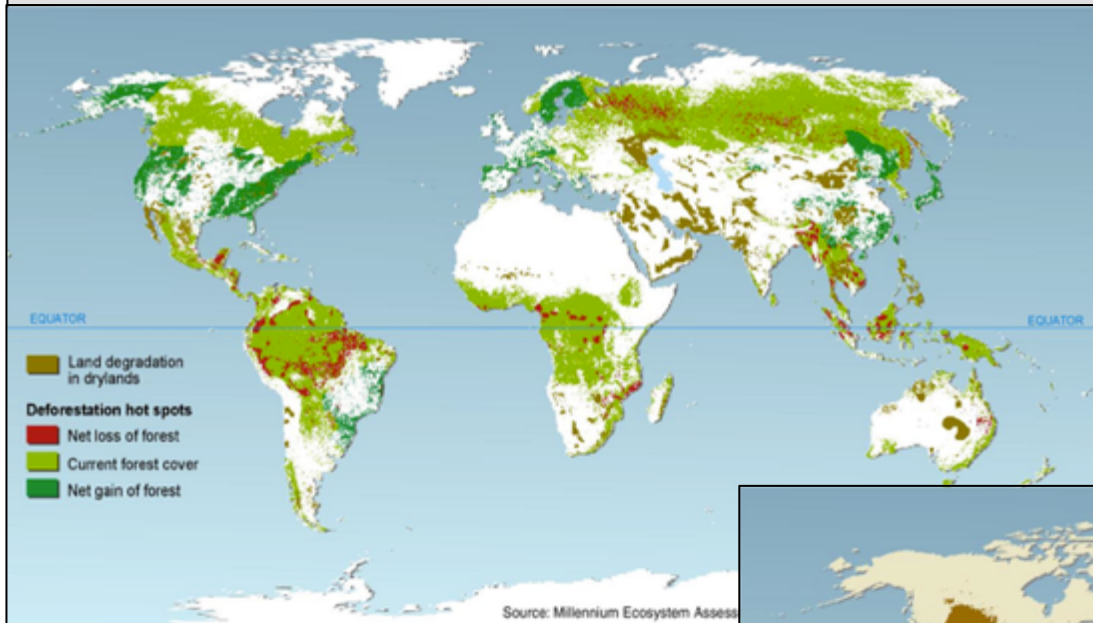 EQUATOR
EQUATOR
Land degradation
in drylands
Deforestation hot spots
Net loss of forest
Current forest cover
Net gain of forest
Source: Millennium Ecosystem Assess